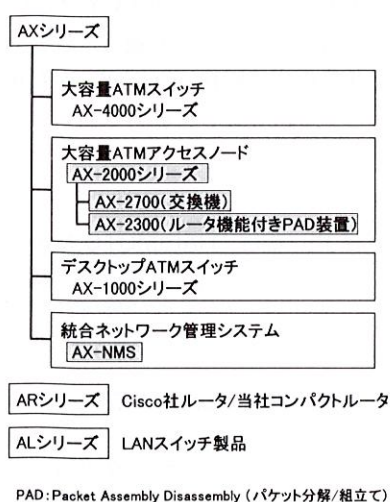 AXシリーズ
大容量ATMスイッチ
AX-4000シリーズ
大容量ATMアクセスノード
AX-2000シリーズ
AX-2700(交換機)
AX-2300(ルータ機能付きPAD装置)
デスクトップATMスイッチ
AX-1000シリーズ
統合ネットワーク管理システム
AX-NMS
ARシリーズ Cisco社ルータ/当社コンパクトルータ
ALシリーズ LANスイッチ製品
PAD:Packet Assembly Disassembly (パケット分解/組立て)